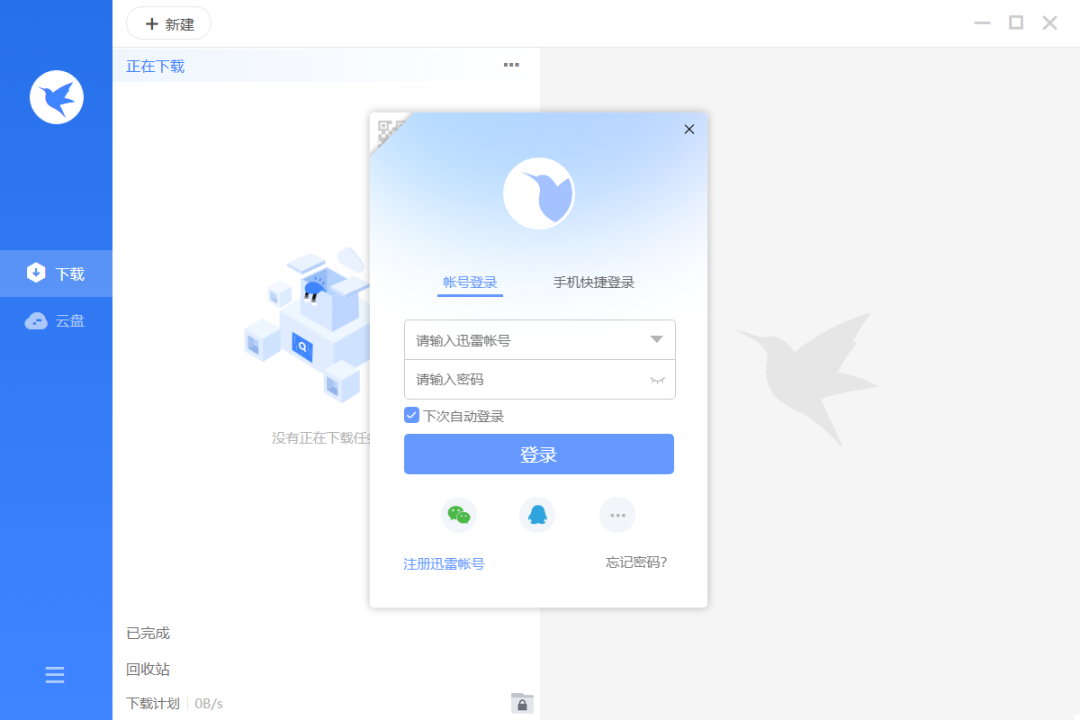 新建
正在下载
下载
云盘
没有正在下载任
帐号登录
手机快捷登录
请输入迅雷帐号
请输入密码
下次自动登录
登录
注册迅雷帐号
忘记密码?
已完成
回收站
下载计划 0B/s